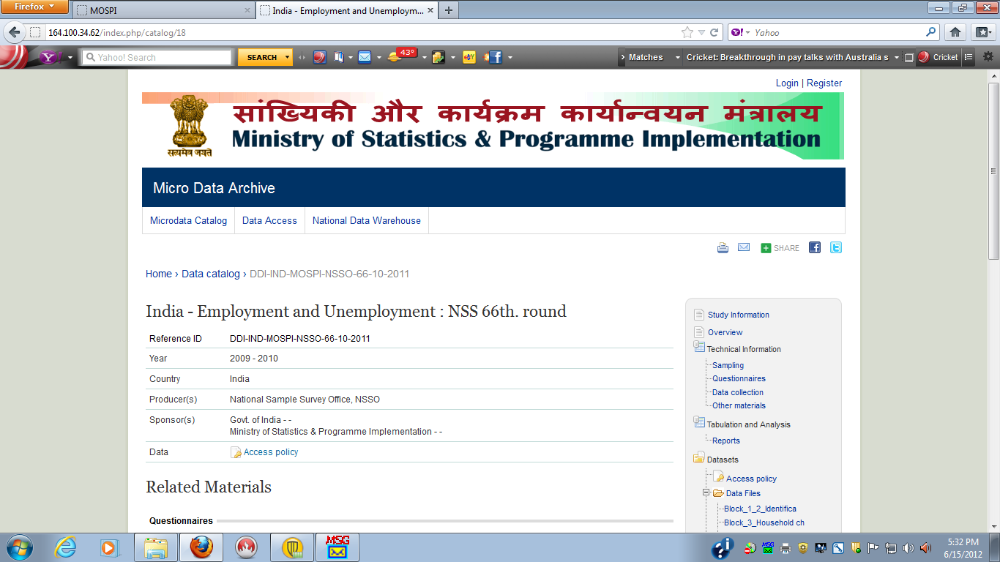 Firefox
MOSPI
India - Employment and Unemploym...
164.100.34.62/index.php/catalog/18
Yahoo
Yahoo! Search
SEARCH
43°
Matches
Cricket: Breakthrough in pay talks with Australia s
Cricket
Login | Register
सांख्यिकी और कार्यक्रम कार्यान्वयन मंत्रालय
Ministry of Statistics & Programme Implementation
सत्यमेव जयते
Micro Data Archive
Microdata Catalog
Data Access
National Data Warehouse
SHARE
Home › Data catalog › DDI-IND-MOSPI-NSSO-66-10-2011
India - Employment and Unemployment : NSS 66th. round
Reference ID DDI-IND-MOSPI-NSSO-66-10-2011
Year 2009 - 2010
Country India
Producer(s) National Sample Survey Office, NSSO
Sponsor(s) Govt. of India - -
Ministry of Statistics & Programme Implementation - -
Data Access policy
Related Materials
Questionnaires
Study Information
Overview
Technical Information
Sampling
Questionnaires
Data collection
Other materials
Tabulation and Analysis
Reports
Datasets
Access policy
Data Files
Block_1_2_Identifica
Block_3_Household ch
MSG
MSG
5:32 PM
6/15/2012